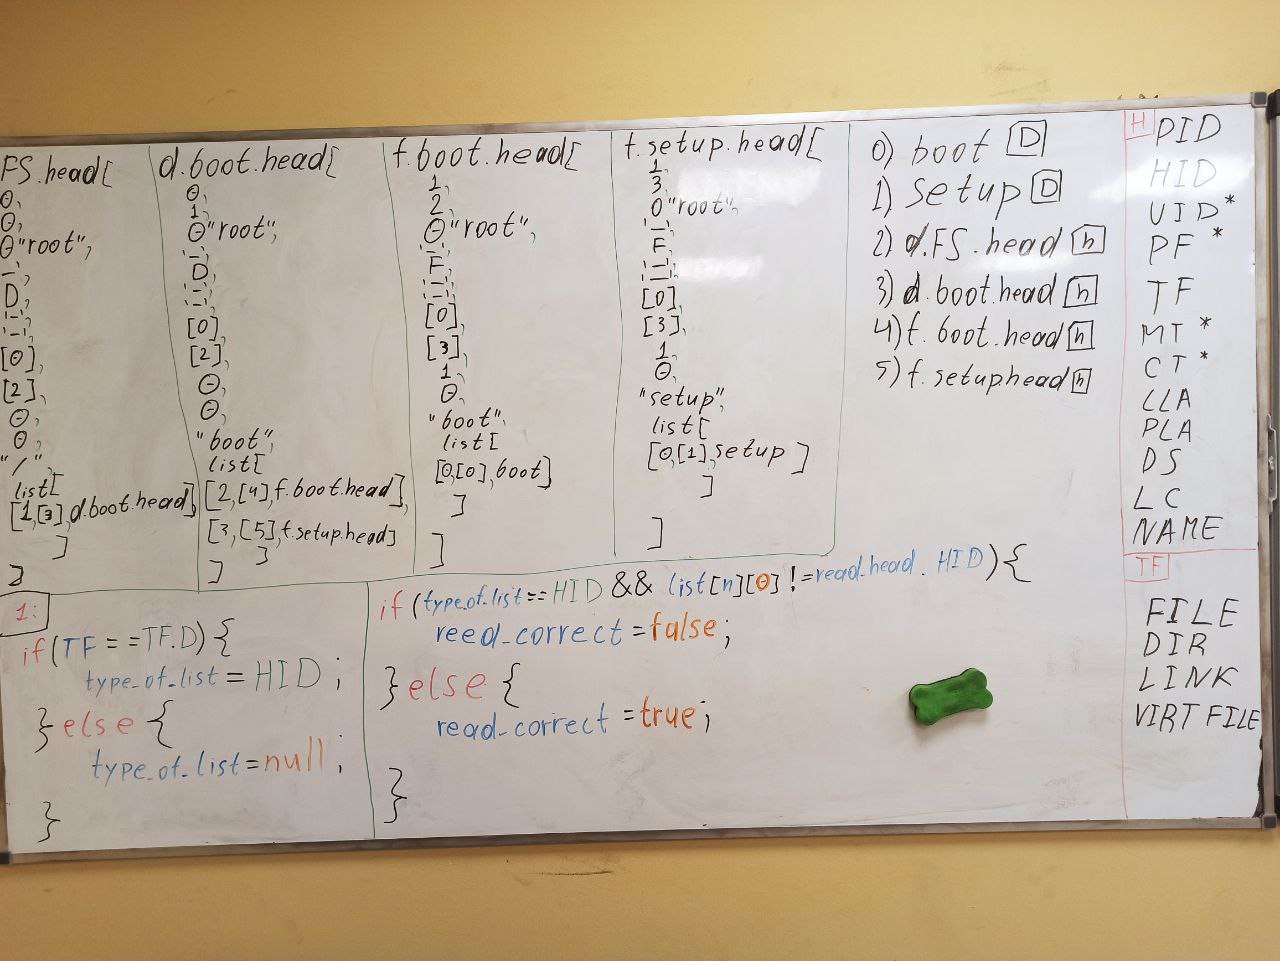 FS.head[
0,
0,
0"root",
-,
D,
'-',
'-',
[0],
[2],
0,
0,
"/",
list[
[1,[3],d.boot.head]
]
]
d.boot.head[
0,
1,
0"root",
'-',
D,
'-',
'-',
[0],
[2],
0,
0,
"boot",
list[
[2,[4],f.boot.head],
[3,[5],f.setup.head]
]
]
f.boot.head[
1,
2,
0"root",
'-',
F,
'-',
'-',
[0],
[3],
1,
0,
"boot",
list[
[0,[0],boot]
]
]
f.setup.head[
1,
3,
0"root",
'-',
F,
'-',
'-',
[0],
[3],
1,
0,
"setup",
list[
[0,[1],setup]
]
]
0) boot D
1) setup D
2) d.FS.head h
3) d.boot.head h
4) f.boot.head h
5) f.setuphead h
H
PID
HID
UID*
PF*
TF
MT*
CT*
LLA
PLA
DS
LC
NAME
TF
FILE
DIR
LINK
VIRT FILE
1:
if(TF==TF.D){
type_of_list=HID;
}else{
type_of_list=null;
}
if(type_of_list==HID && list[n][0]!=read_head.HID){
reed_correct=false;
}else{
read_correct=true;
}